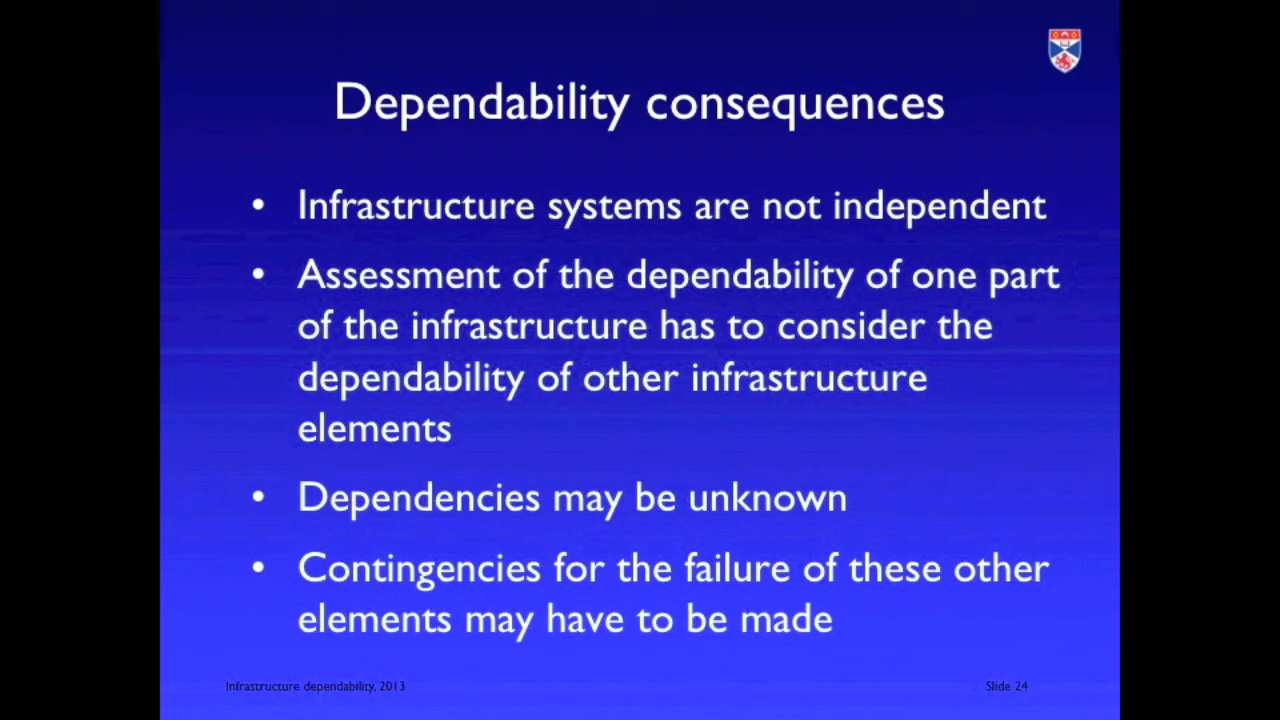 Dependability consequences
• Infrastructure systems are not independent
• Assessment of the dependability of one part
of the infrastructure has to consider the
dependability of other infrastructure
elements
• Dependencies may be unknown
• Contingencies for the failure of these other
elements may have to be made
Infrastructure dependability, 2013
Slide 24